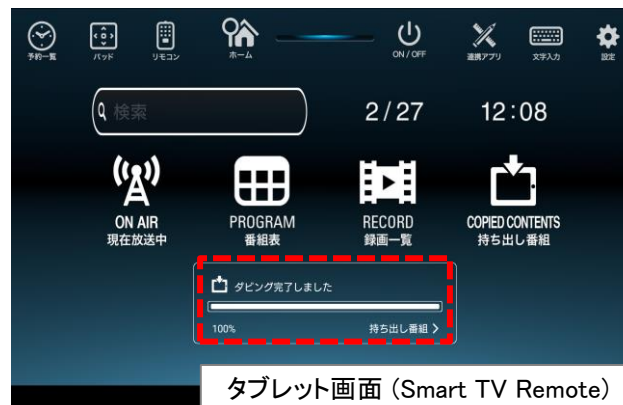 予約一覧
パッド
リモコン
ホーム
ON / OFF
連携アプリ
文字入力
設定
検索
2/27
12:08
ON AIR
現在放送中
PROGRAM
番組表
RECORD
録画一覧
COPIED CONTENTS
持ち出し番組
ダビング完了しました
100%
持ち出し番組 >
タブレット画面 (Smart TV Remote)